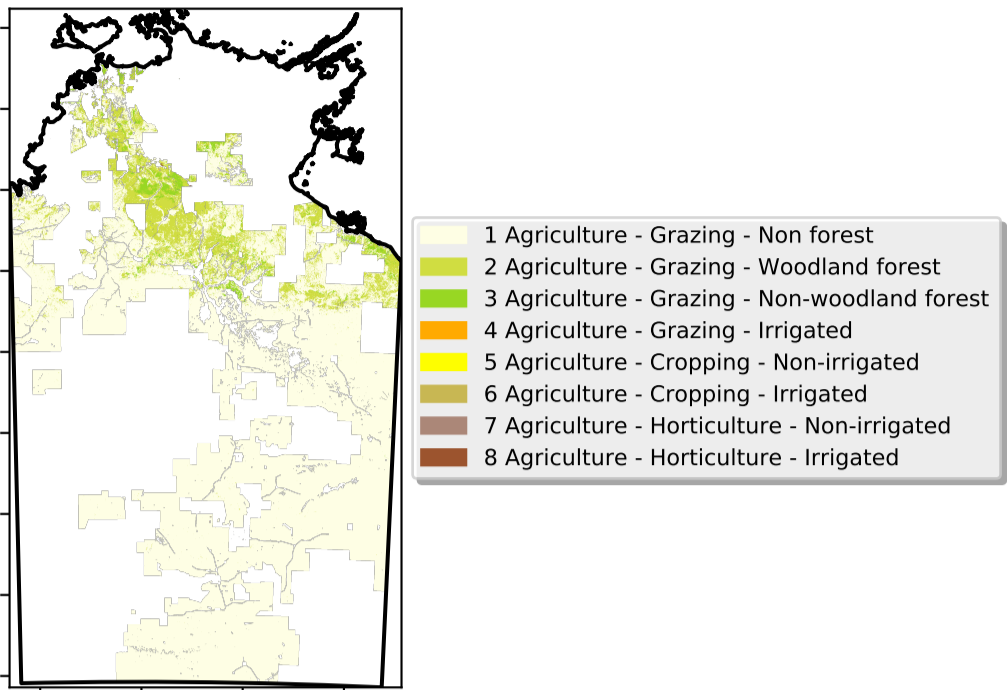 1 Agriculture - Grazing - Non forest
2 Agriculture - Grazing - Woodland forest
3 Agriculture - Grazing - Non-woodland forest
4 Agriculture - Grazing - Irrigated
5 Agriculture - Cropping - Non-irrigated
6 Agriculture - Cropping - Irrigated
7 Agriculture - Horticulture - Non-irrigated
8 Agriculture - Horticulture - Irrigated